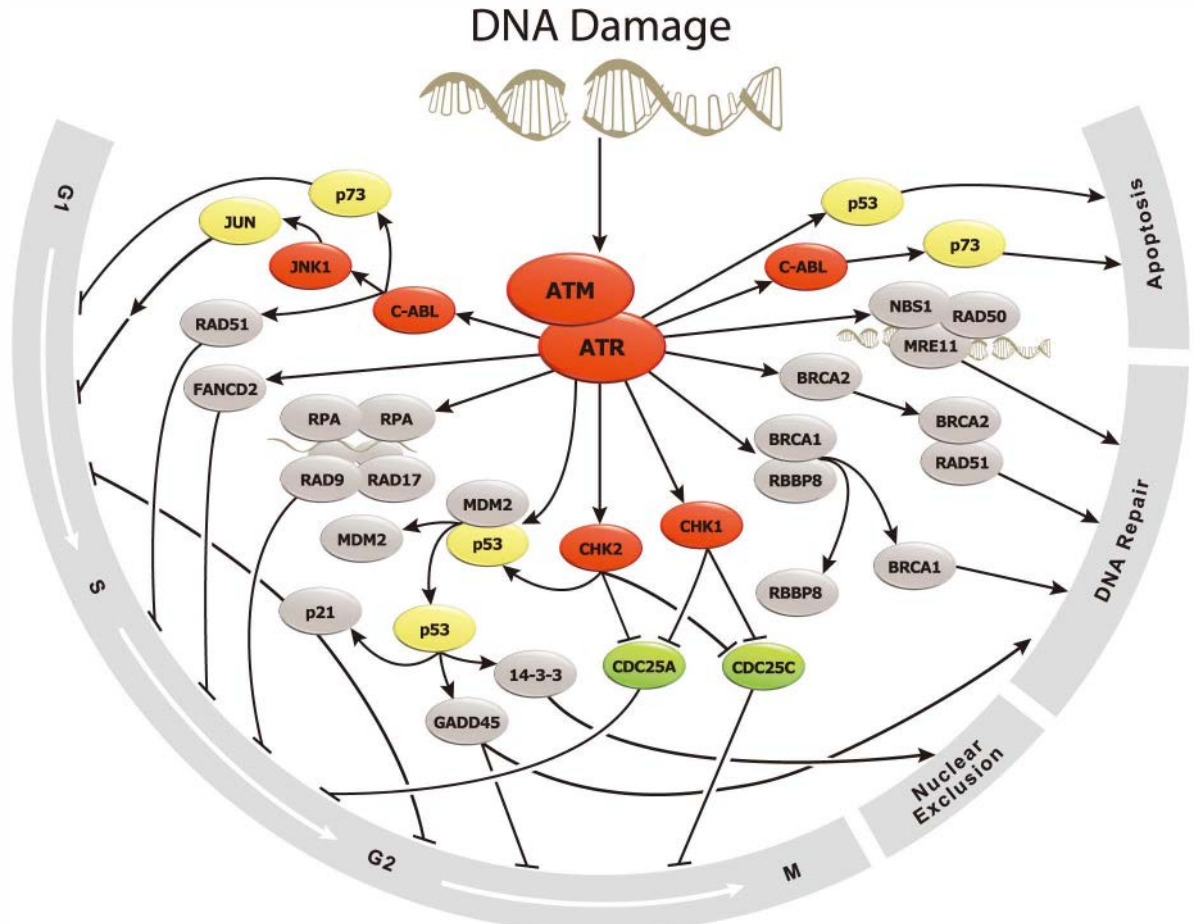 DNA Damage
G1
p73
JUN
JNK1
C-ABL
RAD51
FANCD2
ATM
ATR
p53
C-ABL
p73
NBS1
RAD50
MRE11
Apoptosis
RPA
RPA
RAD9
RAD17
BRCA2
BRCA2
RAD51
BRCA1
RBBP8
MDM2
p53
MDM2
CHK2
CHK1
RBBP8
BRCA1
DNA Repair
S
p21
p53
14-3-3
GADD45
CDC25A
CDC25C
Nuclear
Exclusion
G2
M